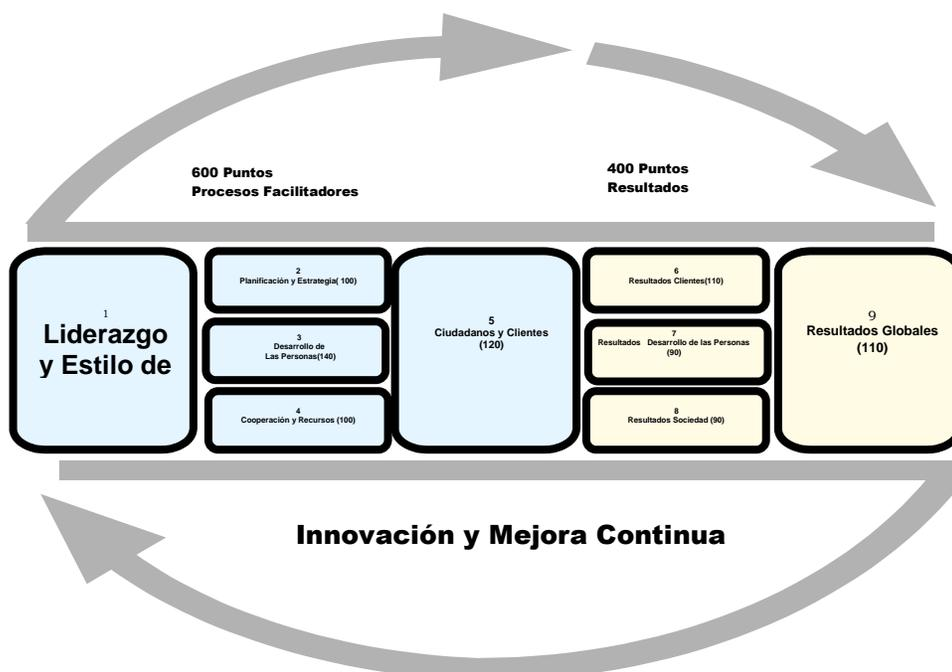 600 Puntos
Procesos Facilitadores
400 Puntos
Resultados
1
Liderazgo
y Estilo de
2
Planificación y Estrategia( 100)
3
Desarrollo de
Las Personas(140)
4
Cooperación y Recursos (100)
5
Ciudadanos y Clientes
(120)
6
Resultados Clientes(110)
7
Resultados Desarrollo de las Personas
(90)
8
Resultados Sociedad (90)
9
Resultados Globales
(110)
Innovación y Mejora Continua